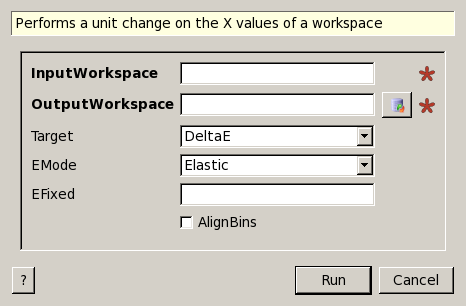 Performs a unit change on the X values of a workspace
InputWorkspace *
OutputWorkspace *
Target DeltaE
EMode Elastic
EFixed
AlignBins
? Run Cancel